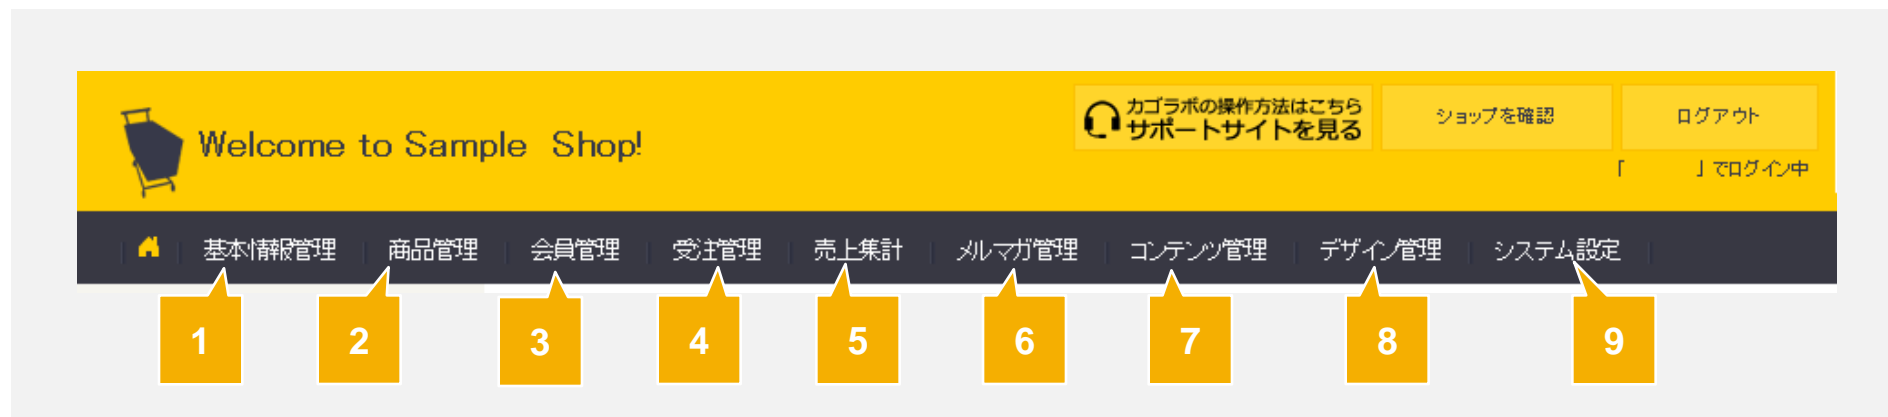 Welcome to Sample Shop!
カゴラボの操作方法はこちら
サポートサイトを見る
ショップを確認
ログアウト
「 」でログイン中
基本情報管理 商品管理 会員管理 受注管理 売上集計 メルマガ管理 コンテンツ管理 デザイン管理 システム設定
1 2 3 4 5 6 7 8 9